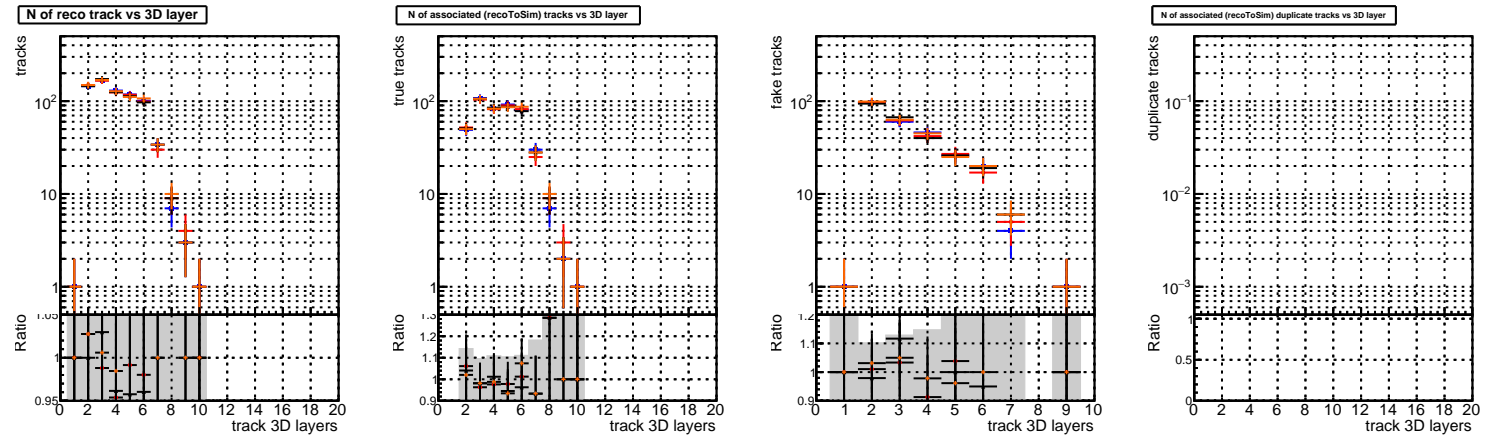 N of reco track vs 3D layer
tracks
10²
10
1
Ratio
1.05
1
0.95
0 2 4 6 8 10 12 14 16 18 20
track 3D layers
N of associated (recoToSim) tracks vs 3D layer
true tracks
10²
10
1
Ratio
1.3
1.2
1.1
1
0.9
0 2 4 6 8 10 12 14 16 18 20
track 3D layers
fake tracks
10²
10
1
Ratio
1.2
1.1
1
0.9
0 1 2 3 4 5 6 7 8 9 10
track 3D layers
N of associated (recoToSim) duplicate tracks vs 3D layer
duplicate tracks
10⁻¹
10⁻²
10⁻³
Ratio
1
0.5
0
0 2 4 6 8 10 12 14 16 18 20
track 3D layers